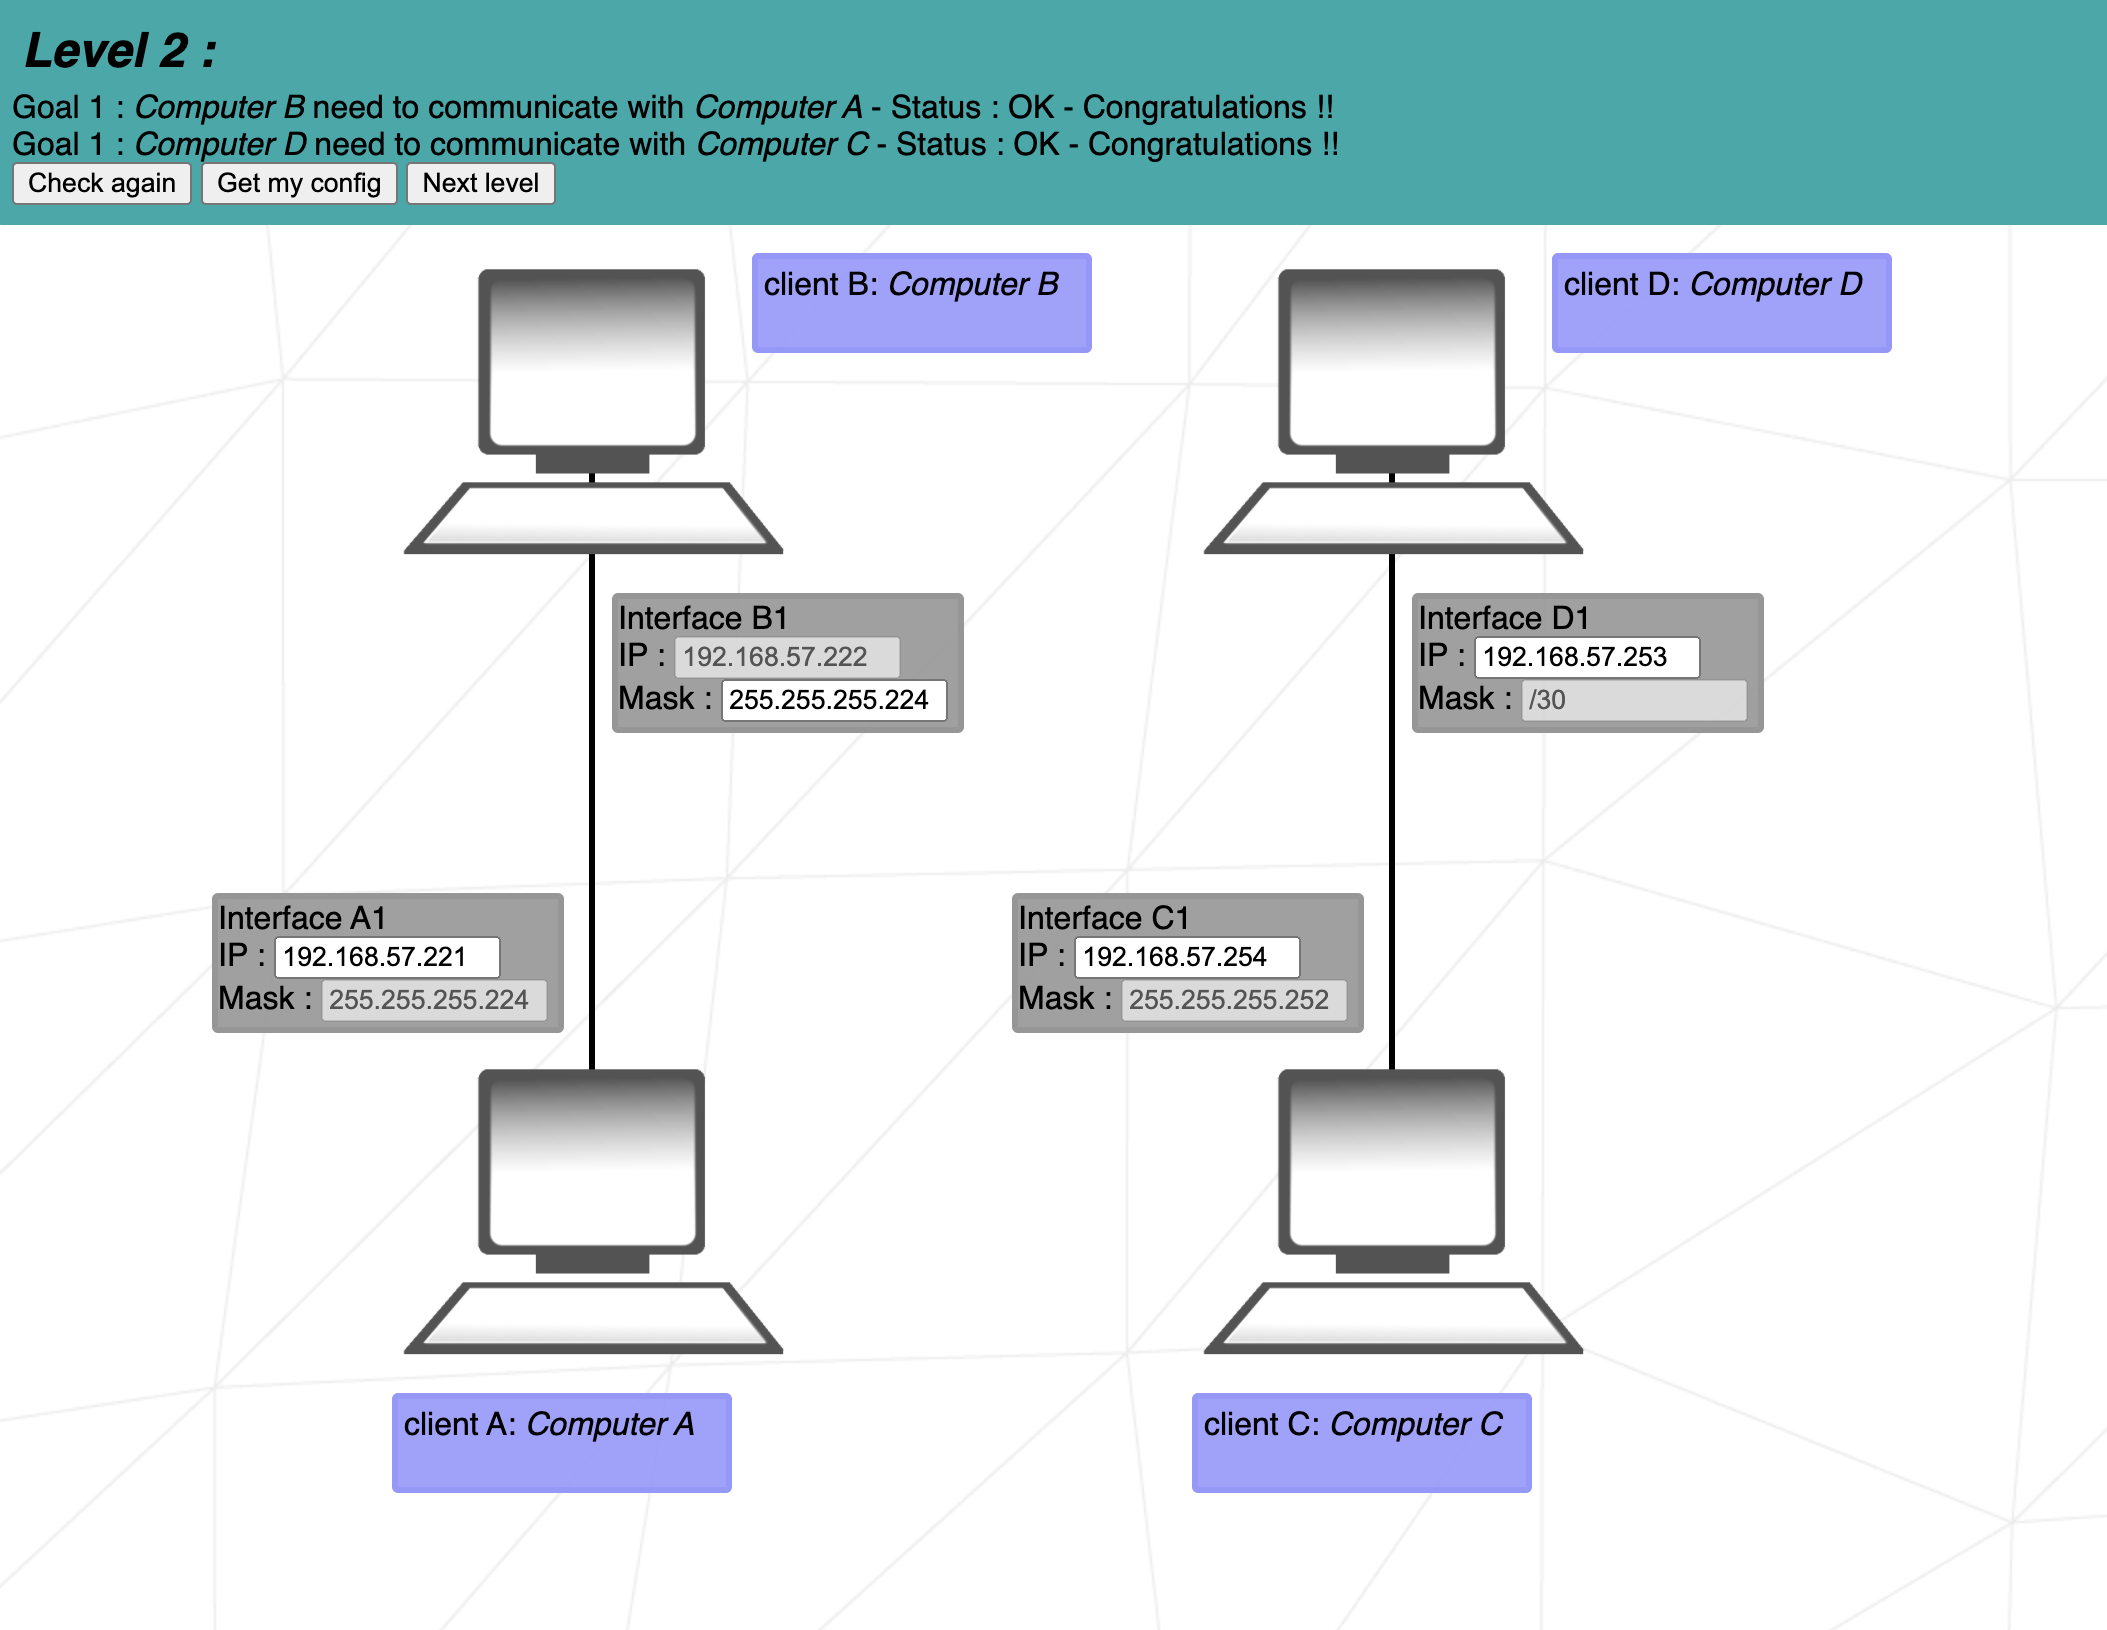 Level 2 :
Goal 1 : Computer B need to communicate with Computer A - Status : OK - Congratulations !!
Goal 1 : Computer D need to communicate with Computer C - Status : OK - Congratulations !!
Check again Get my config Next level
client B: Computer B
client D: Computer D
Interface B1
IP : 192.168.57.222
Mask : 255.255.255.224
Interface D1
IP : 192.168.57.253
Mask : /30
Interface A1
IP : 192.168.57.221
Mask : 255.255.255.224
Interface C1
IP : 192.168.57.254
Mask : 255.255.255.252
client A: Computer A
client C: Computer C